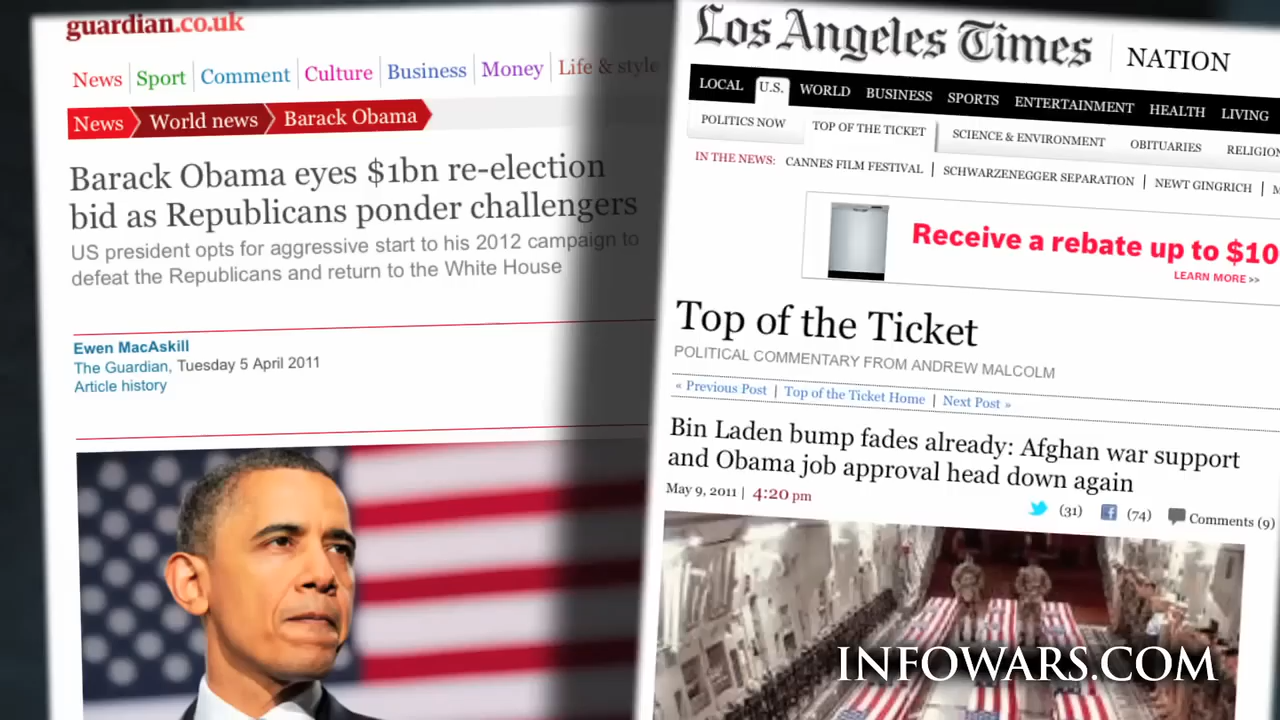 guardian.co.uk
News
Sport
Comment
Culture
Business
Money
Life & style
News
World news
Barack Obama
Barack Obama eyes $1bn re-election
bid as Republicans ponder challengers
US president opts for aggressive start to his 2012 campaign to
defeat the Republicans and return to the White House
Ewen MacAskill
The Guardian, Tuesday 5 April 2011
Article history
Los Angeles Times
NATION
LOCAL U.S. WORLD BUSINESS SPORTS ENTERTAINMENT HEALTH LIVING
POLITICS NOW TOP OF THE TICKET SCIENCE & ENVIRONMENT OBITUARIES RELIGION
IN THE NEWS: CANNES FILM FESTIVAL | SCHWARZENEGGER SEPARATION | NEWT GINGRICH | M
Receive a rebate up to $10
LEARN MORE >>
Top of the Ticket
POLITICAL COMMENTARY FROM ANDREW MALCOLM
« Previous Post | Top of the Ticket Home | Next Post »
Bin Laden bump fades already: Afghan war support
and Obama job approval head down again
May 9, 2011 | 4:20 pm
(31) (74) Comments (9)
INFOWARS.COM